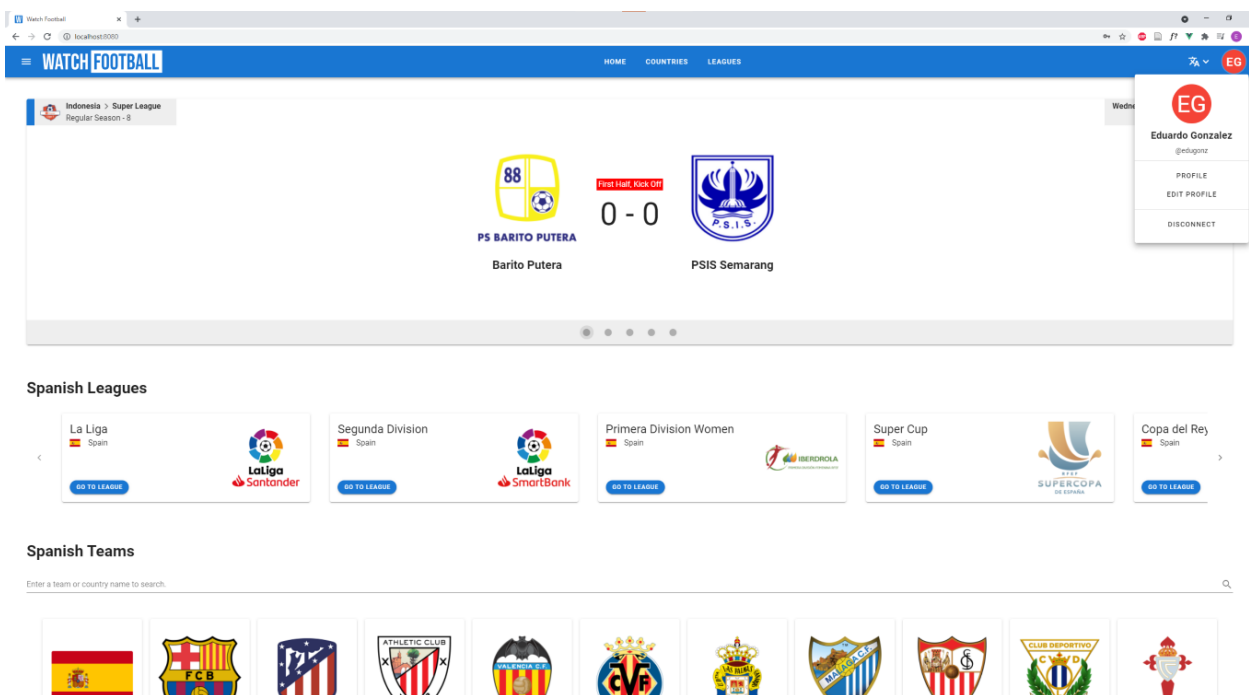 Watch Football
localhost:8080
WATCH FOOTBALL
HOME COUNTRIES LEAGUES
EG
Indonesia > Super League
Regular Season - 8
Wedne
EG
Eduardo Gonzalez
@edugonz
PROFILE
EDIT PROFILE
DISCONNECT
88
First Half, Kick Off
0 - 0
P.S.I.S.
PS BARITO PUTERA
Barito Putera
PSIS Semarang
Spanish Leagues
La Liga
Spain
LaLiga
Santander
GO TO LEAGUE
Segunda Division
Spain
LaLiga
SmartBank
GO TO LEAGUE
Primera Division Women
Spain
IBERDROLA
GO TO LEAGUE
Super Cup
Spain
SUPERCOPA
DE ESPAÑA
GO TO LEAGUE
Copa del Rey
Spain
GO TO LEAGUE
Spanish Teams
Enter a team or country name to search.
FCB
ATHLETIC CLUB
VALENCIA C.F.
CVF
LAS PALMAS
MALAGA C.F.
CLUB DEPORTIVO